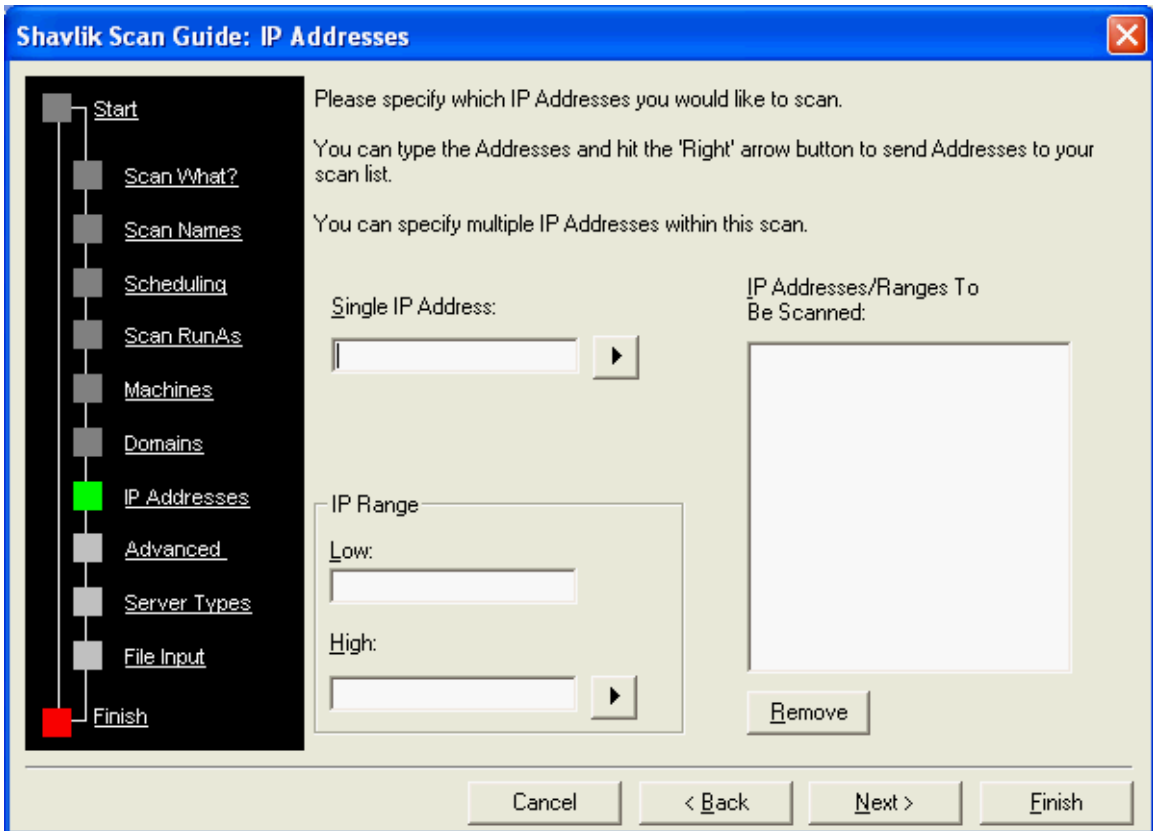 Shavlik Scan Guide: IP Addresses
Start
Scan What?
Scan Names
Scheduling
Scan RunAs
Machines
Domains
IP Addresses
Advanced
Server Types
File Input
Finish
Please specify which IP Addresses you would like to scan.
You can type the Addresses and hit the 'Right' arrow button to send Addresses to your
scan list.
You can specify multiple IP Addresses within this scan.
Single IP Address:
IP Range
Low:
High:
IP Addresses/Ranges To
Be Scanned:
Remove
Cancel
< Back
Next >
Finish